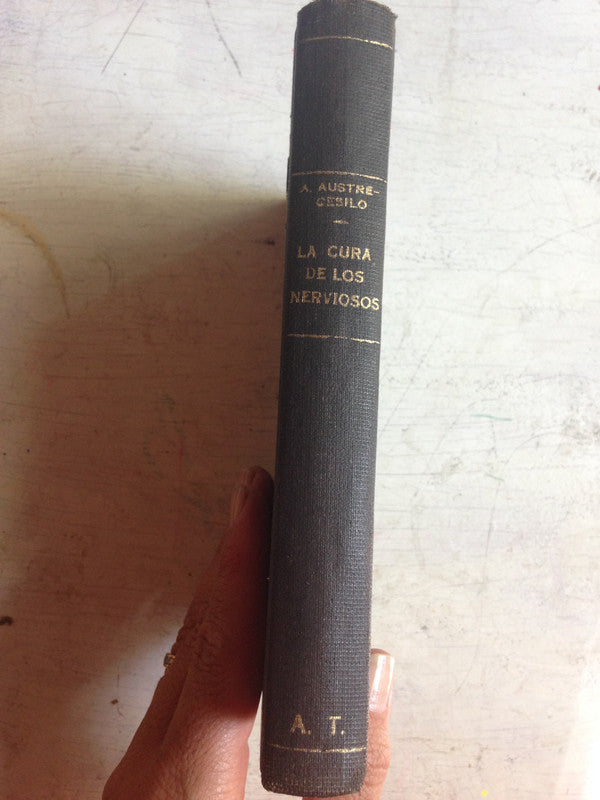 A. AUSTRE-
GESILO
LA CURA
DE LOS
NERVIOSOS
A. T.